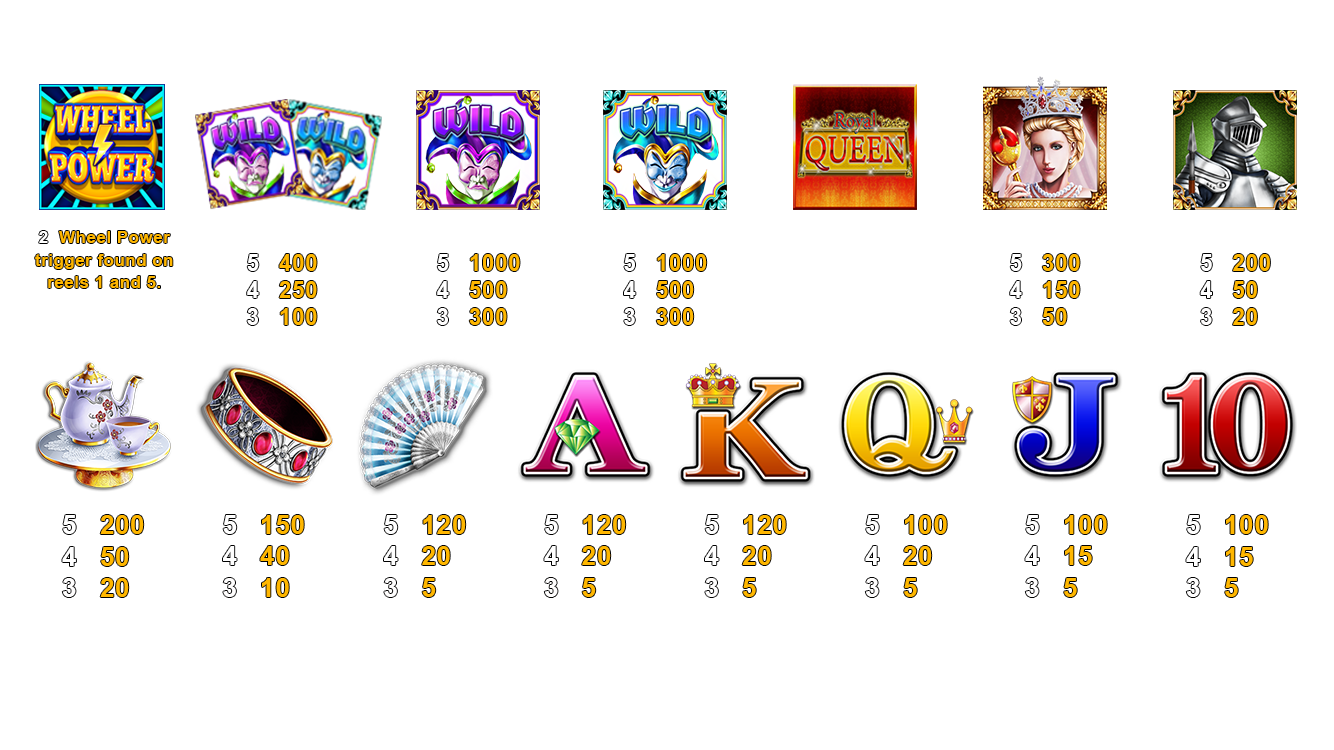 WHEEL
POWER
WILD
WILD
WILD
WILD
Royal
QUEEN
2 Wheel Power
trigger found on
reels 1 and 5.
5 400
4 250
3 100
5 1000
4 500
3 300
5 1000
4 500
3 300
5 300
4 150
3 50
5 200
4 50
3 20
A
K
Q
J
10
5 200
4 50
3 20
5 150
4 40
3 10
5 120
4 20
3 5
5 120
4 20
3 5
5 120
4 20
3 5
5 100
4 20
3 5
5 100
4 15
3 5
5 100
4 15
3 5